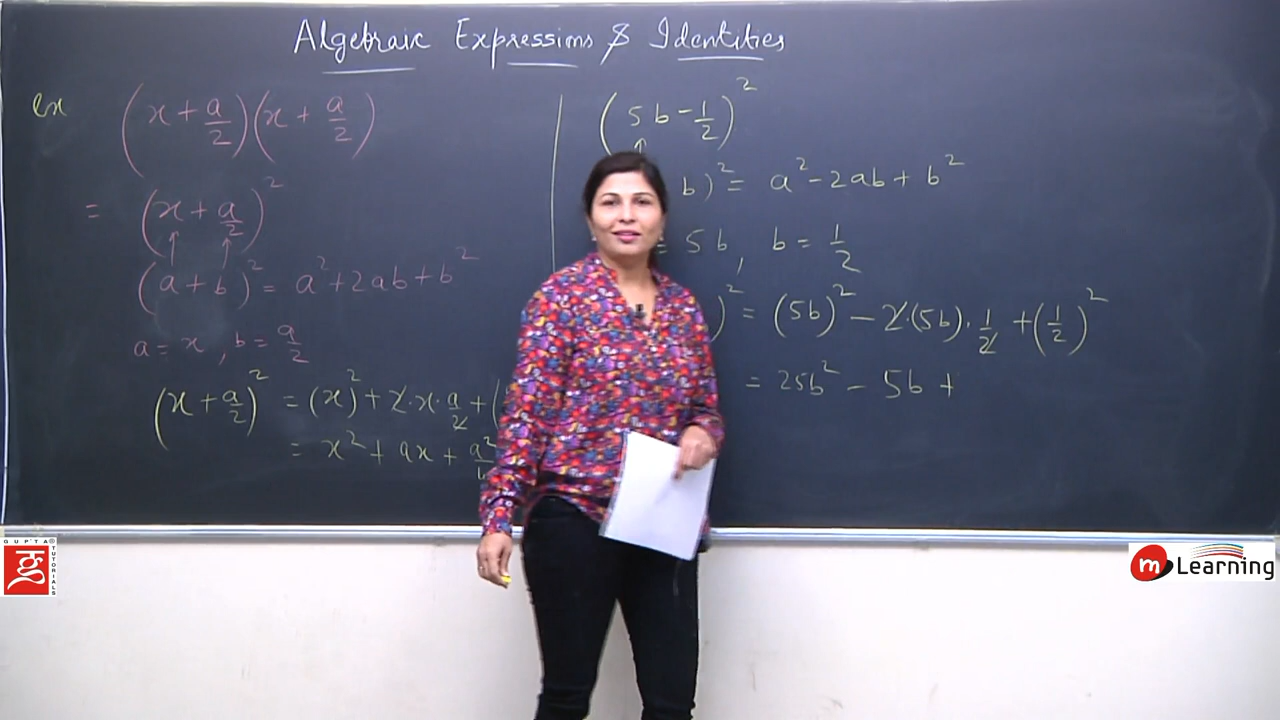 Algebraic Expressions & Identities
ex (x + a/2)(x + a/2)
= (x + a/2)²
(a + b)² = a² + 2ab + b²
a = x, b = a/2
(x + a/2)² = (x)² + 2·x·a/2 + (
= x² + ax + a²
(5b - 1/2)²
b)² = a² - 2ab + b²
= 5b, b = 1/2
)² = (5b)² - 2·(5b)·1/2 + (1/2)²
= 25b² - 5b +
GUPTA® TUTORIALS
ग
m Learning